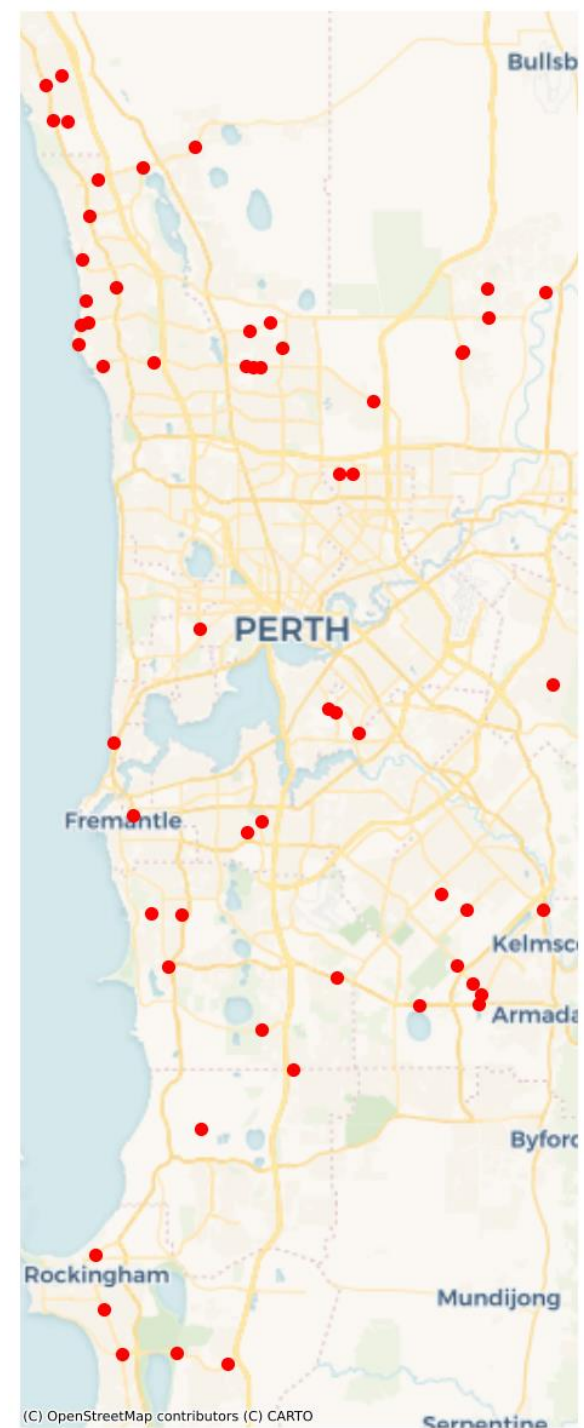 Bullsb
PERTH
Fremantle
Kelmsc
Armada
Byford
Rockingham
Mundijong
(C) OpenStreetMap contributors (C) CARTO
Serpentine